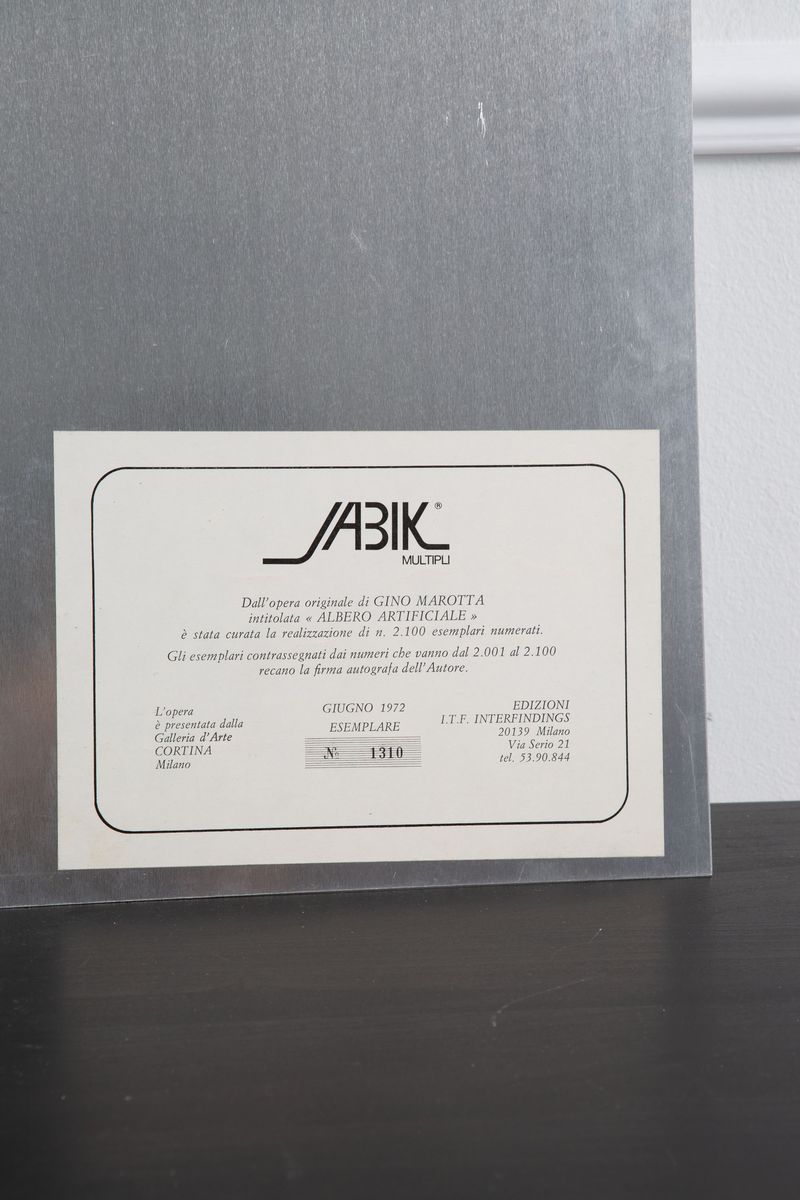 JABIK®
MULTIPLI
Dall'opera originale di GINO MAROTTA
intitolata « ALBERO ARTIFICIALE »
è stata curata la realizzazione di n. 2.100 esemplari numerati.
Gli esemplari contrassegnati dai numeri che vanno dal 2.001 al 2.100
recano la firma autografa dell'Autore.
L'opera
è presentata dalla
Galleria d'Arte
CORTINA
Milano
GIUGNO 1972
ESEMPLARE
No 1310
EDIZIONI
I.T.F. INTERFINDINGS
20139 Milano
Via Serio 21
tel. 53.90.844